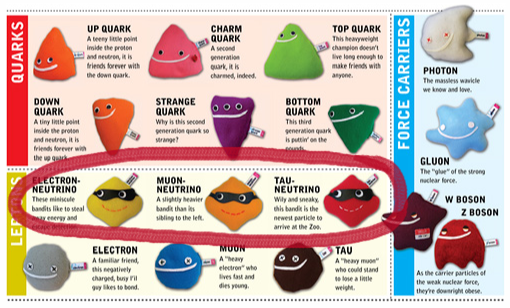 QUARKS
UP QUARK
A teeny little point
inside the proton
and neutron, it is
friends forever with
the down quark.
CHARM
QUARK
A second
generation quark,
it is
charmed, indeed.
TOP QUARK
This heavyweight
champion doesn't
live long enough to
make friends with
anyone.
DOWN
QUARK
A tiny little point
inside the proton
and neutron, it is
friends forever with
the up quark.
STRANGE
QUARK
Why is this second
generation quark so
strange?
BOTTOM
QUARK
This third
generation quark
is puttin' on the
pounds.
ELECTRON-
NEUTRINO
These miniscule
bandits like to steal
away energy and
MUON-
NEUTRINO
A slightly heavier
bandit than its
sibling to the left.
TAU-
NEUTRINO
Wily and sneaky,
this bandit is the
newest particle to
arrive at the Zoo.
ELECTRON
A familiar friend,
this negatively
charged, busy li'l
guy likes to bond.
MUON
A "heavy
electron" who
lives fast and
dies young.
TAU
A "heavy muon"
who could stand
to lose a little
weight.
FORCE CARRIERS
PHOTON
The massless wavicle
we know and love.
GLUON
The "glue" of the strong
nuclear force.
W BOSON
Z BOSON
As the carrier particles of
the weak nuclear force,
they're downright obese.